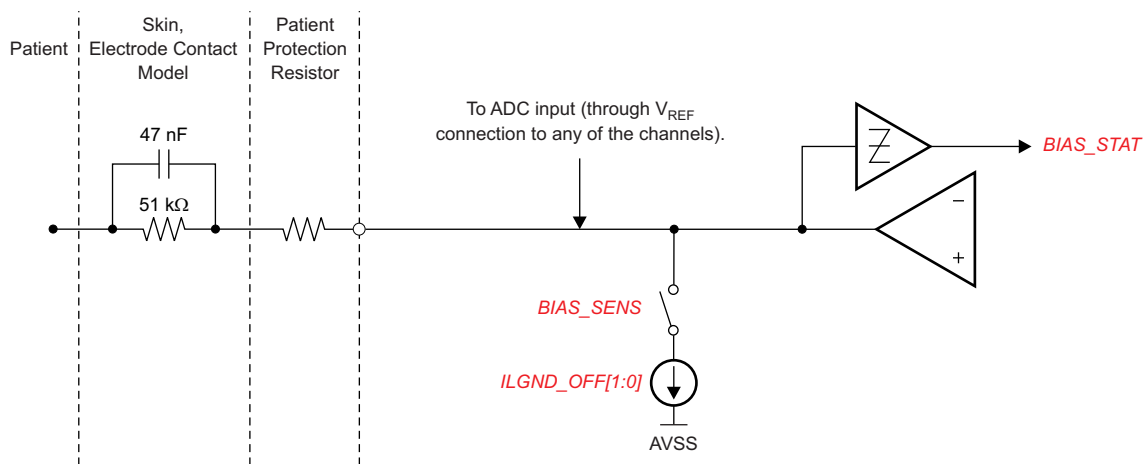 Patient
Skin,
Electrode Contact
Model
Patient
Protection
Resistor
To ADC input (through VREF
connection to any of the channels).
47 nF
51 kΩ
BIAS_STAT
−
+
BIAS_SENS
ILGND_OFF[1:0]
AVSS